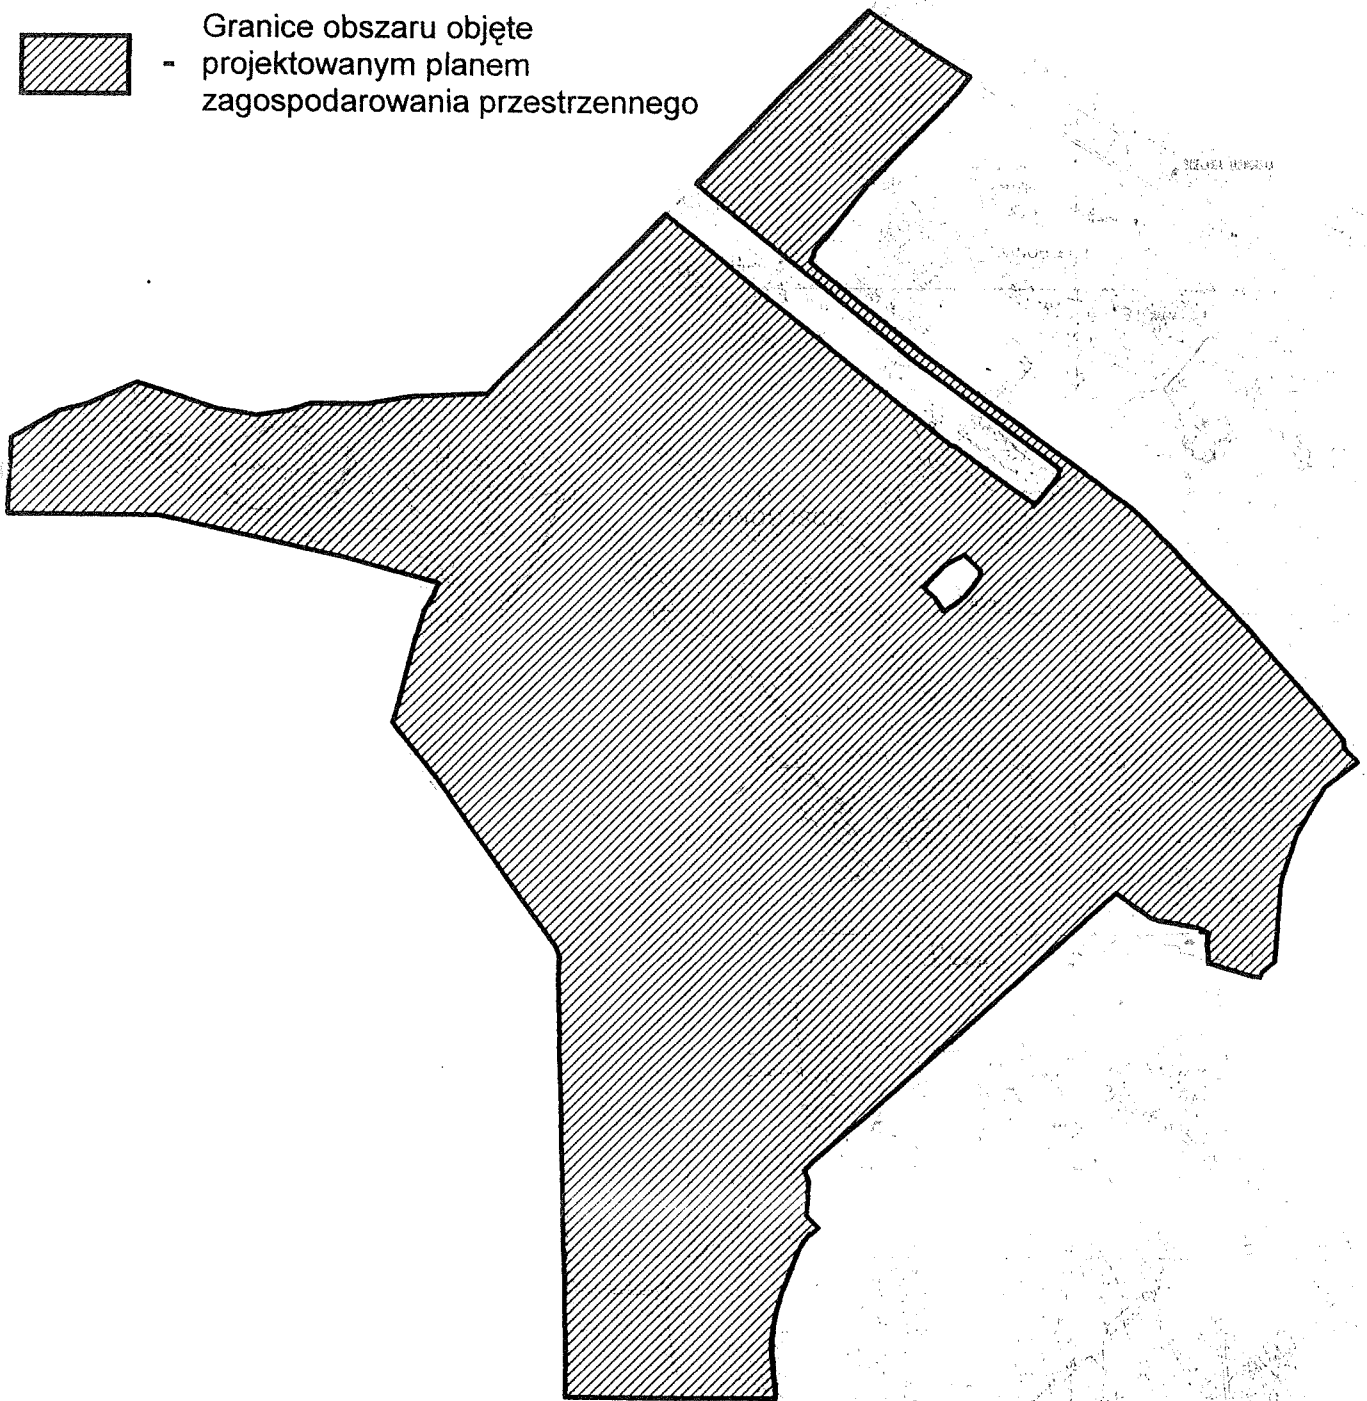 Granice obszaru objęte
- projektowanym planem
zagospodarowania przestrzennego